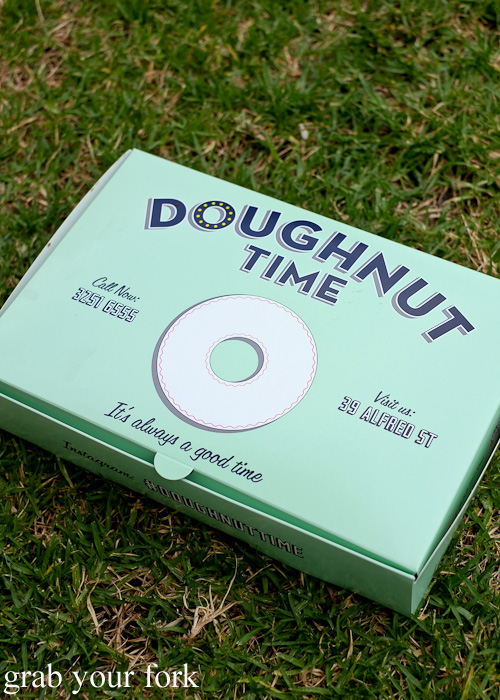 DOUGHNUT
TIME
Call Now:
3251 6555
Visit us:
39 ALFRED ST
It's always a good time
Instagram: #DOUGHNUTTIME
grab your fork